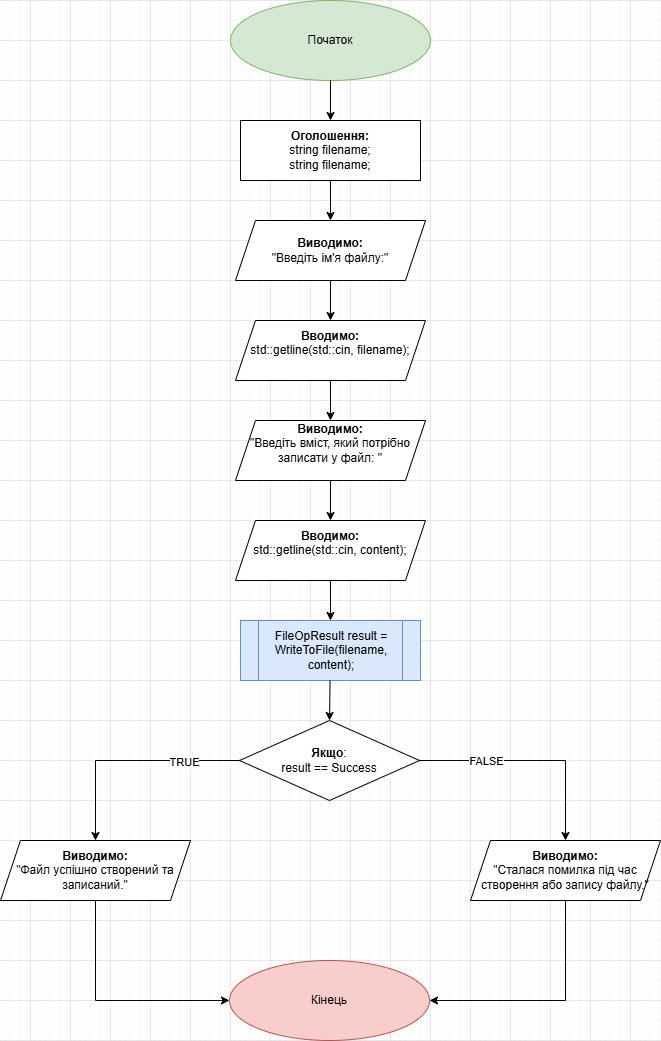 Початок
Оголошення:
string filename;
string filename;
Виводимо:
"Введіть ім'я файлу:"
Вводимо:
std::getline(std::cin, filename);
Виводимо:
"Введіть вміст, який потрібно
записати у файл: "
Вводимо:
std::getline(std::cin, content);
FileOpResult result =
WriteToFile(filename,
content);
Якщо:
result == Success
TRUE
FALSE
Виводимо:
"Файл успішно створений та
записаний."
Виводимо:
"Сталася помилка під час
створення або запису файлу."
Кінець